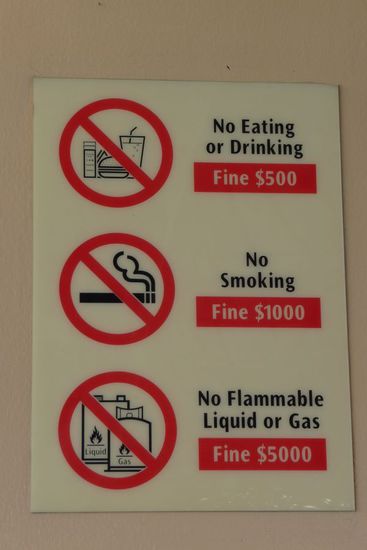 No Eating
or Drinking
Fine $500
No
Smoking
Fine $1000
No Flammable
Liquid or Gas
Fine $5000
Liquid
Gas